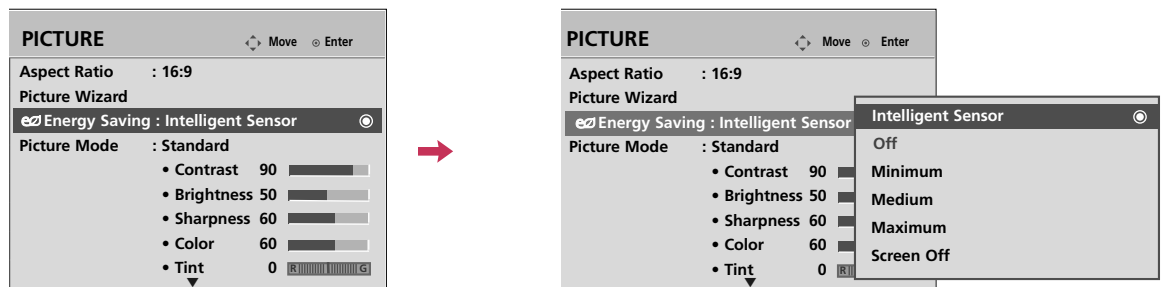 PICTURE Move Enter
Aspect Ratio : 16:9
Picture Wizard
Energy Saving : Intelligent Sensor
Picture Mode : Standard
• Contrast 90
• Brightness 50
• Sharpness 60
• Color 60
• Tint 0 R G
PICTURE Move Enter
Aspect Ratio : 16:9
Picture Wizard
Energy Saving : Intelligent Sensor
Picture Mode : Standard
• Contrast 90
• Brightness 50
• Sharpness 60
• Color 60
• Tint 0 R
Intelligent Sensor
Off
Minimum
Medium
Maximum
Screen Off